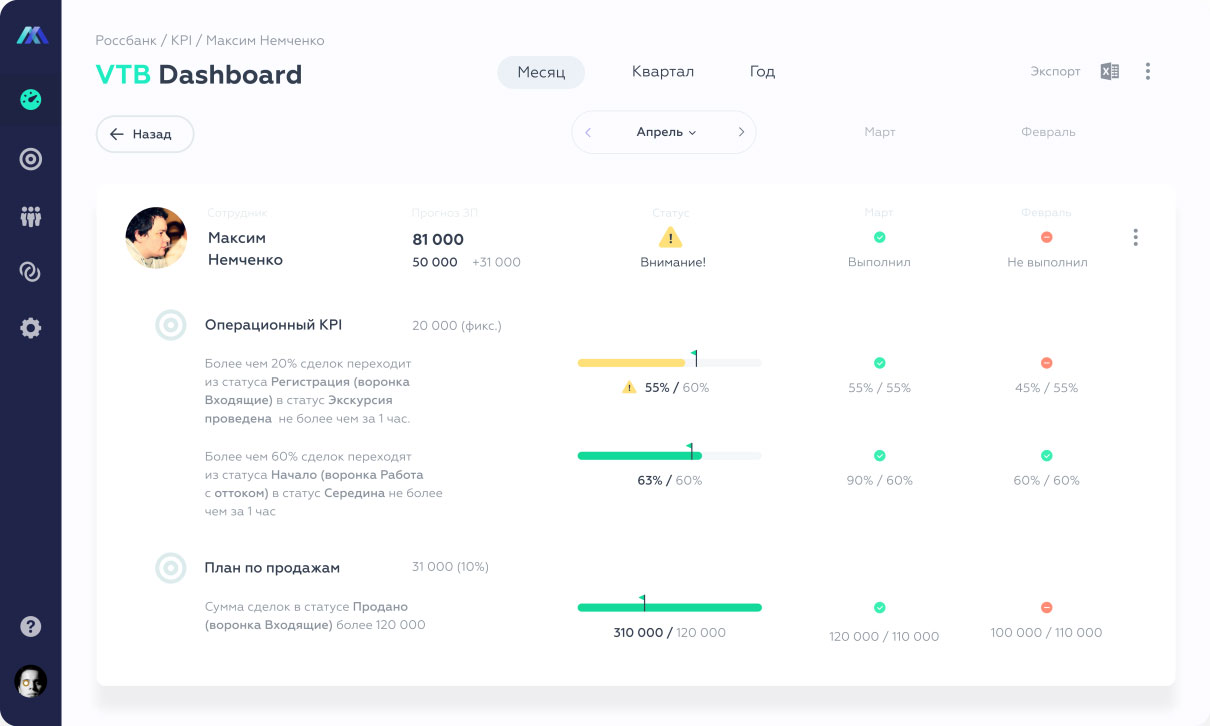 Россбанк / KPI / Максим Немченко
VTB Dashboard
Месяц
Квартал
Год
Экспорт
Назад
Апрель
Март
Февраль
Сотрудник
Прогноз ЗП
Статус
Март
Февраль
Максим
Немченко
81 000
50 000 +31 000
Внимание!
Выполнил
Не выполнил
Операционный KPI
20 000 (фикс.)
Более чем 20% сделок переходит
из статуса Регистрация (воронка
Входящие) в статус Экскурсия
проведена не более чем за 1 час.
55% / 60%
55% / 55%
45% / 55%
Более чем 60% сделок переходят
из статуса Начало (воронка Работа
с оттоком) в статус Середина не более
чем за 1 час
63% / 60%
90% / 60%
60% / 60%
План по продажам
31 000 (10%)
Сумма сделок в статусе Продано
(воронка Входящие) более 120 000
310 000 / 120 000
120 000 / 110 000
100 000 / 110 000